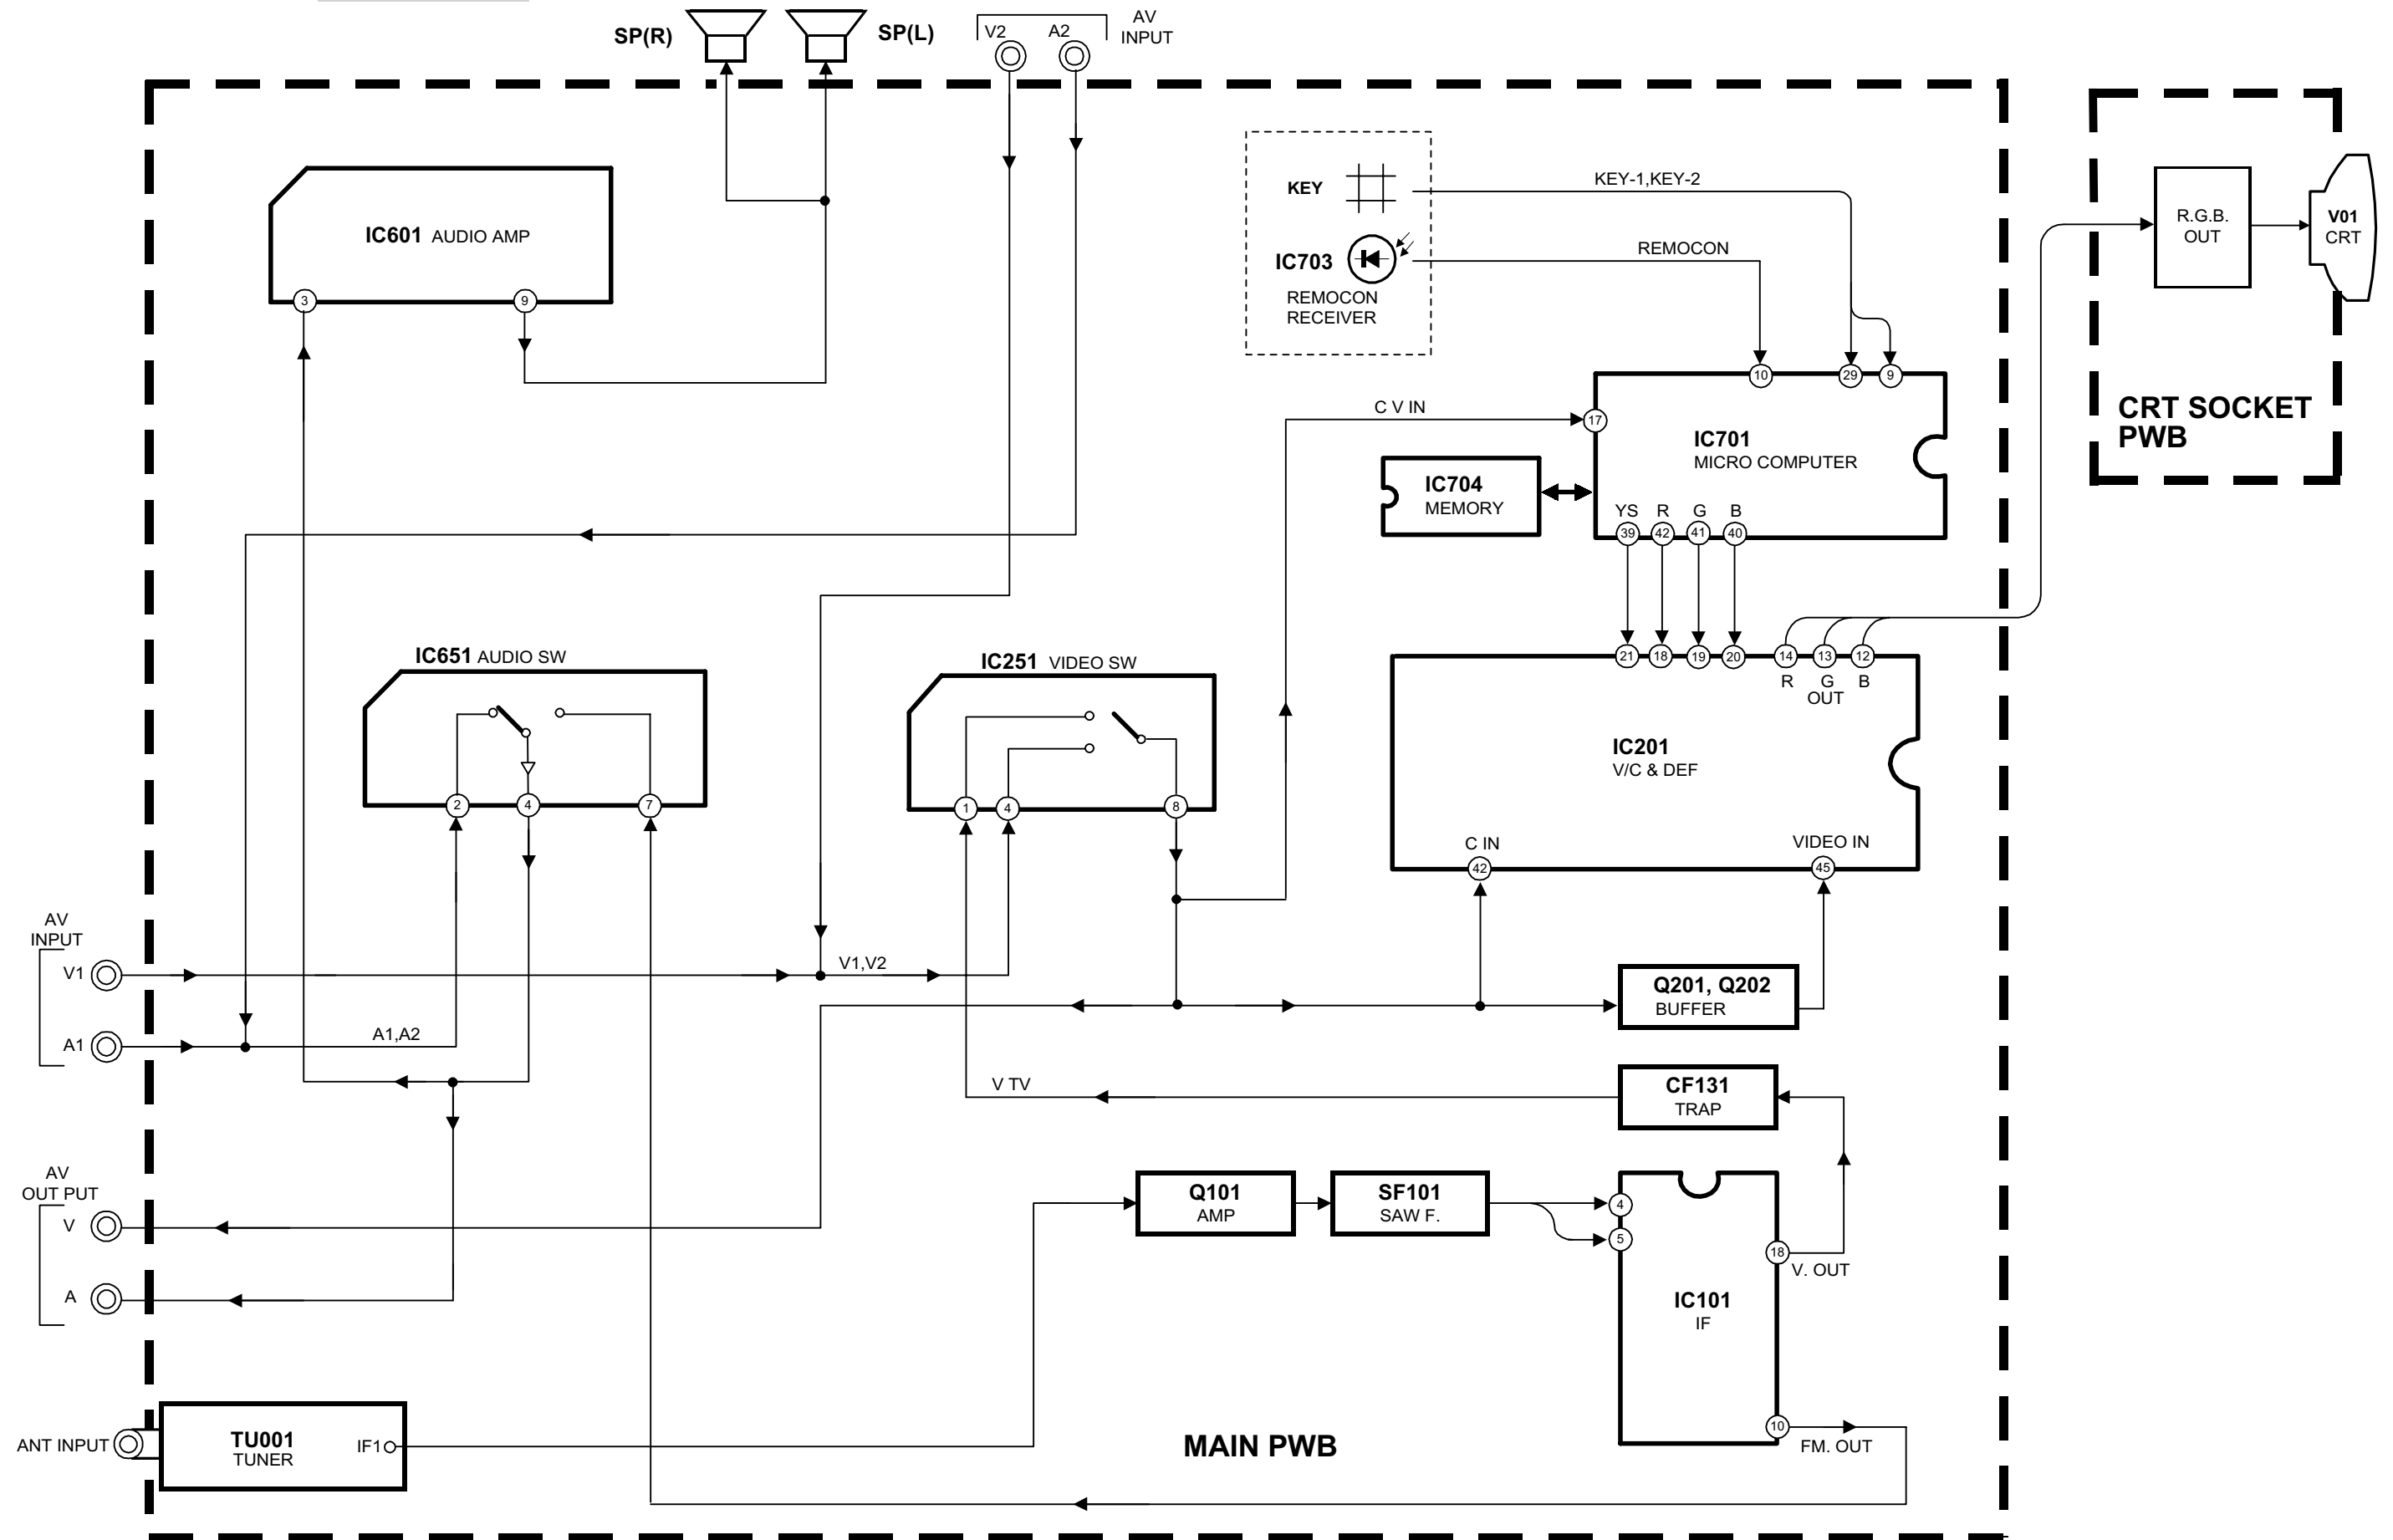 SP(R)
SP(L)
V2
A2
AV
INPUT
KEY
KEY-1,KEY-2
IC703
REMOCON
RECEIVER
REMOCON
R.G.B.
OUT
V01
CRT
CRT SOCKET
PWB
IC601 AUDIO AMP
3
9
10
29
9
C V IN
17
IC701
MICRO COMPUTER
IC704
MEMORY
YS
R
G
B
39
42
41
40
IC651 AUDIO SW
2
4
7
IC251 VIDEO SW
1
4
8
21
18
19
20
14
13
12
R
G
B
OUT
IC201
V/C & DEF
C IN
VIDEO IN
42
45
AV
INPUT
V1
V1,V2
A1
A1,A2
Q201, Q202
BUFFER
V TV
CF131
TRAP
AV
OUT PUT
V
A
Q101
AMP
SF101
SAW F.
4
5
18
V. OUT
IC101
IF
10
FM. OUT
ANT INPUT
TU001
TUNER
IF1
MAIN PWB